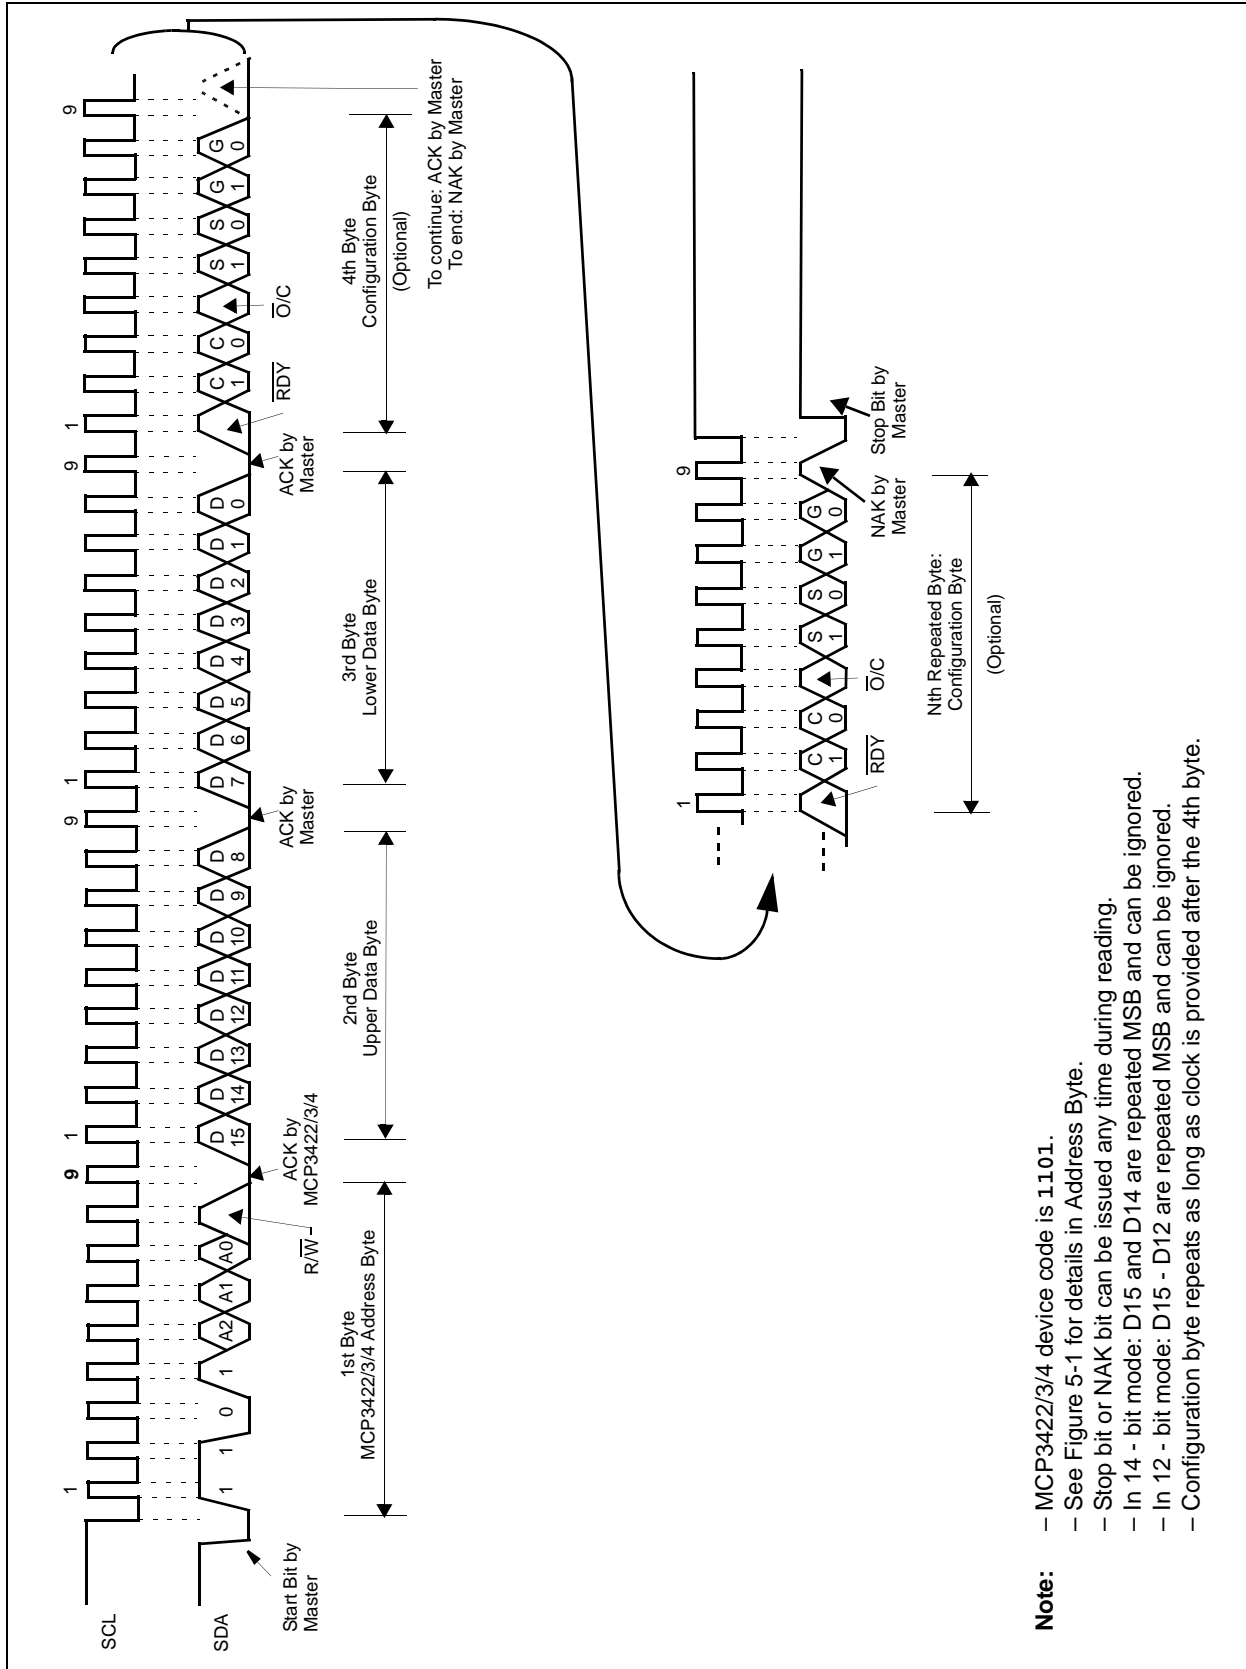 SCL
1
9
1
9
1
9
1
9
SDA
1
1
0
1
A2
A1
A0
D
15
D
14
D
13
D
12
D
11
D
10
D
9
D
8
D
7
D
6
D
5
D
4
D
3
D
2
D
1
D
0
C
1
C
0
S
1
S
0
G
1
G
0
Start Bit by
Master
R/W̅
ACK by
MCP3422/3/4
ACK by
Master
ACK by
Master
R̅D̅Y̅
O̅/C
To continue: ACK by Master
To end: NAK by Master
1st Byte
MCP3422/3/4 Address Byte
2nd Byte
Upper Data Byte
3rd Byte
Lower Data Byte
4th Byte
Configuration Byte
(Optional)
1
9
C
1
C
0
S
1
S
0
G
1
G
0
R̅D̅Y̅
O̅/C
NAK by
Master
Stop Bit by
Master
Nth Repeated Byte:
Configuration Byte
(Optional)
Note:
– MCP3422/3/4 device code is 1101.
– See Figure 5-1 for details in Address Byte.
– Stop bit or NAK bit can be issued any time during reading.
– In 14 - bit mode: D15 and D14 are repeated MSB and can be ignored.
– In 12 - bit mode: D15 - D12 are repeated MSB and can be ignored.
– Configuration byte repeats as long as clock is provided after the 4th byte.